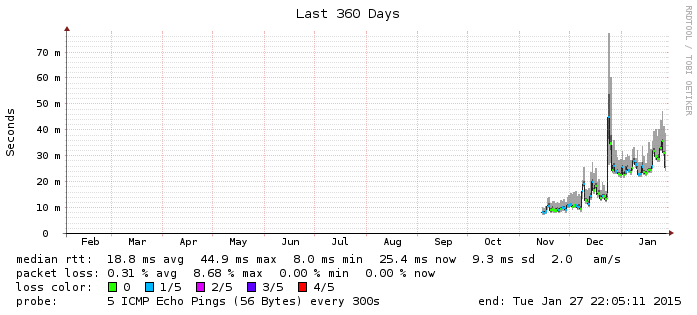 Last 360 Days
RRDTOOL / TOBI OETIKER
Seconds
70 m
60 m
50 m
40 m
30 m
20 m
10 m
0
Feb Mar Apr May Jun Jul Aug Sep Oct Nov Dec Jan
median rtt: 18.8 ms avg 44.9 ms max 8.0 ms min 25.4 ms now 9.3 ms sd 2.0 am/s
packet loss: 0.31 % avg 8.68 % max 0.00 % min 0.00 % now
loss color: 0 1/5 2/5 3/5 4/5
probe: 5 ICMP Echo Pings (56 Bytes) every 300s end: Tue Jan 27 22:05:11 2015